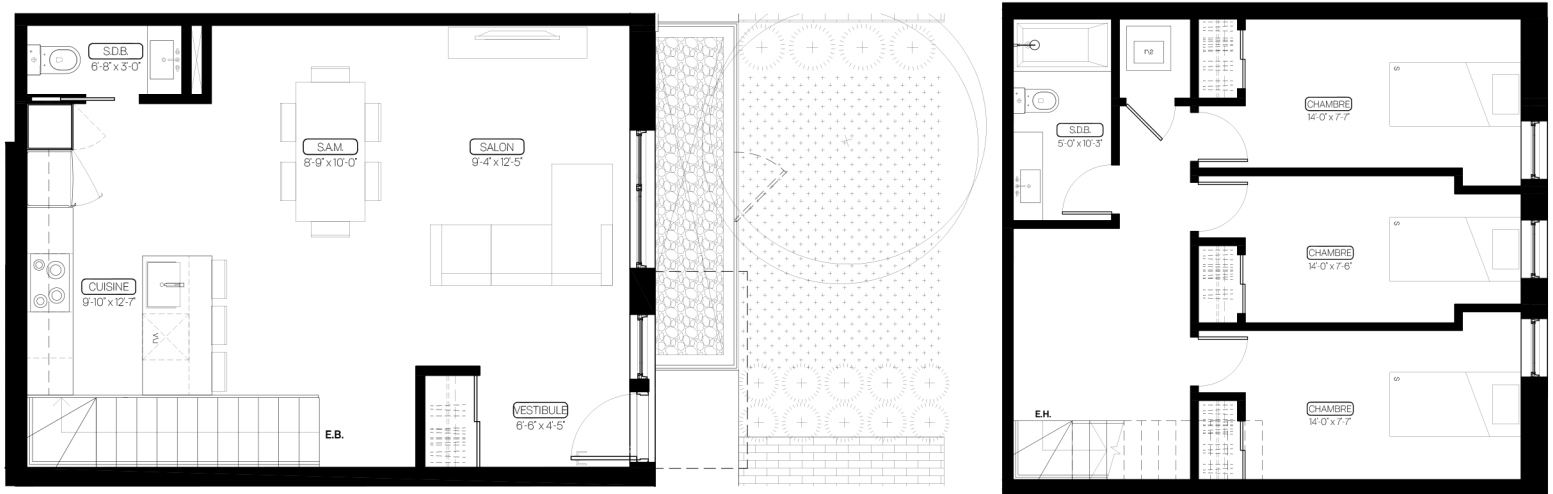 S.D.B.
6'-8" x 3'-0"
S.A.M.
8'-9" x 10'-0"
SALON
9'-4" x 12'-5"
CUISINE
9'-10" x 12'-7"
VESTIBULE
6'-6" x 4'-5"
E.B.
S.D.B.
5'-0" x 10'-3"
CHAMBRE
14'-0" x 7'-7"
S
CHAMBRE
14'-0" x 7'-6"
S
CHAMBRE
14'-0" x 7'-7"
S
E.H.